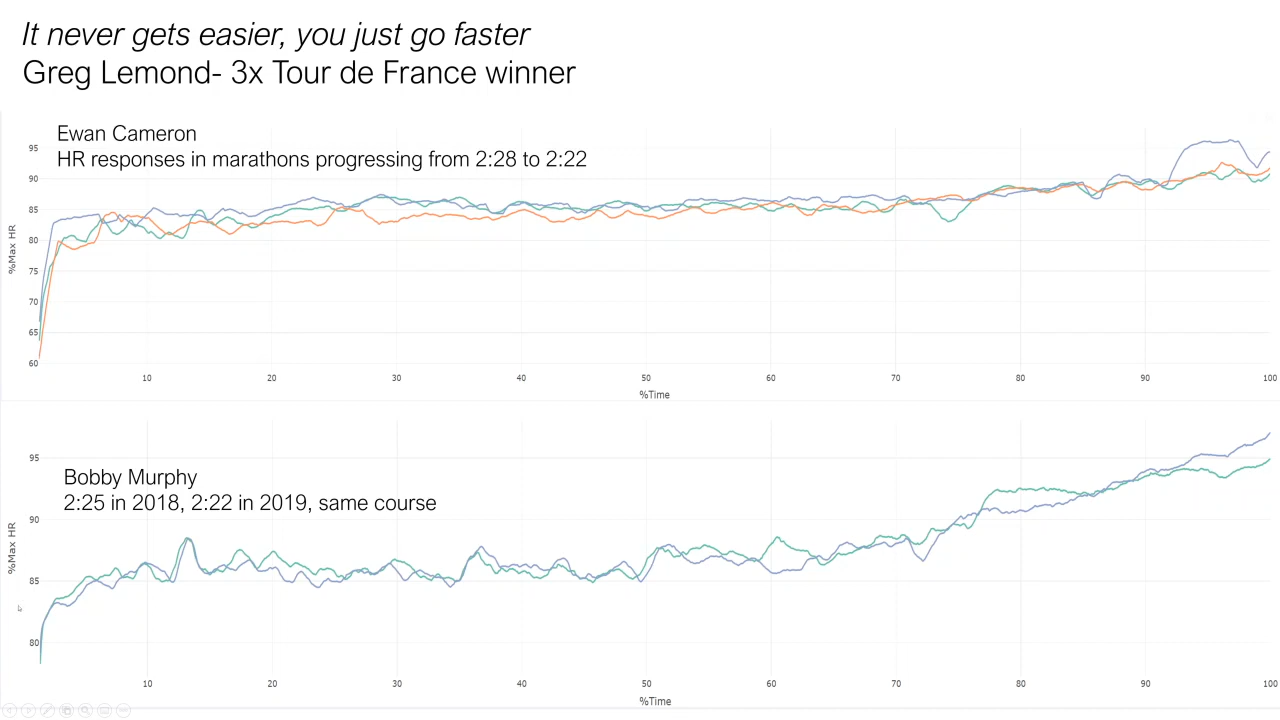 It never gets easier, you just go faster
Greg Lemond- 3x Tour de France winner
Ewan Cameron
HR responses in marathons progressing from 2:28 to 2:22
95
90
85
80
75
70
65
60
%Max HR
10 20 30 40 50 60 70 80 90 100
%Time
Bobby Murphy
2:25 in 2018, 2:22 in 2019, same course
95
90
85
80
%Max HR
10 20 30 40 50 60 70 80 90 100
%Time